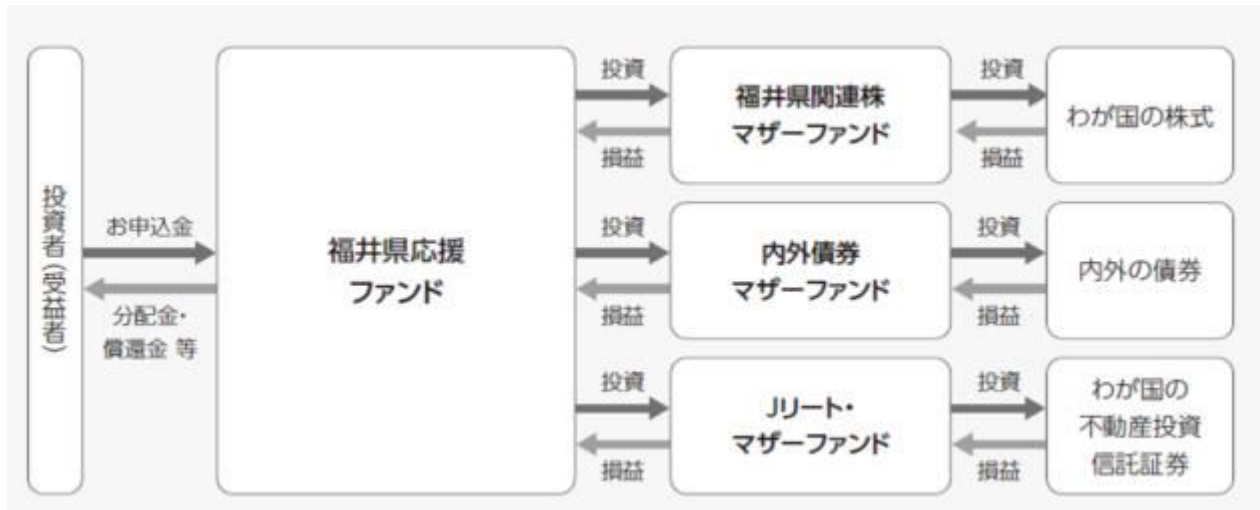 投資者(受益者)
お申込金
分配金・
償還金 等
福井県応援
ファンド
投資
損益
福井県関連株
マザーファンド
投資
損益
わが国の株式
投資
損益
内外債券
マザーファンド
投資
損益
内外の債券
投資
損益
Jリート・
マザーファンド
投資
損益
わが国の
不動産投資
信託証券